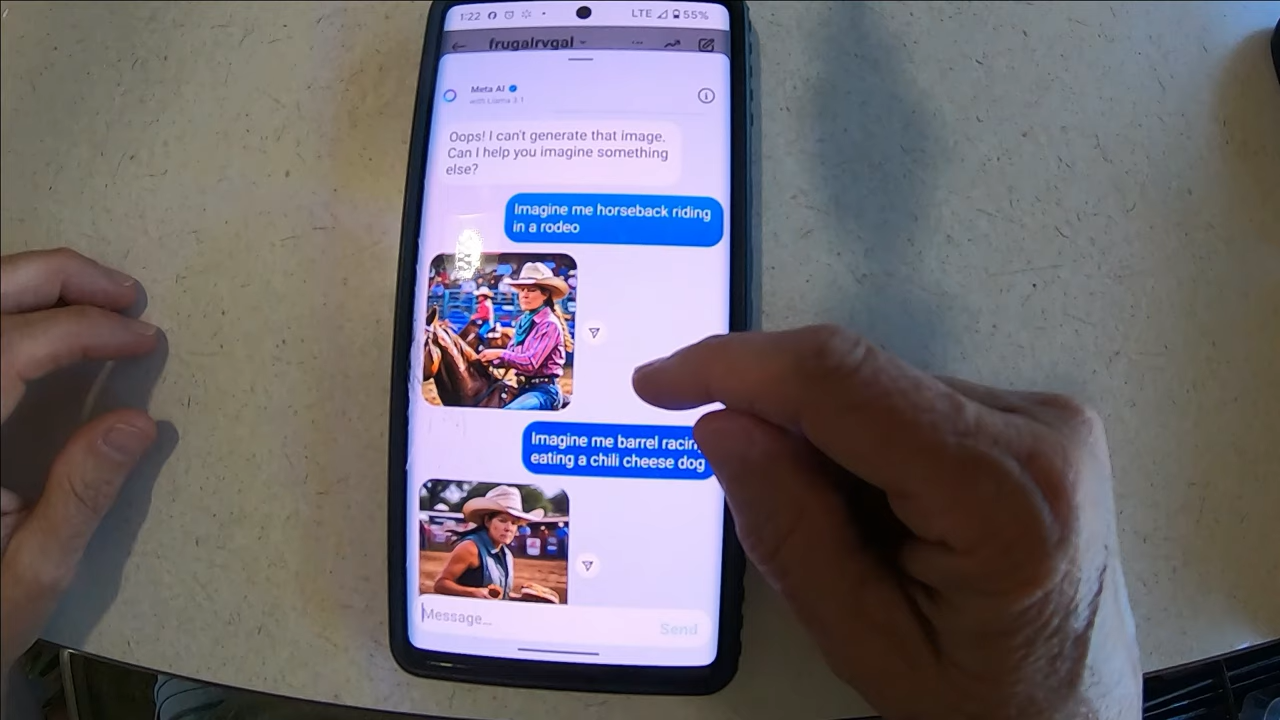 1:22 LTE 55%
frugalrvgal
Meta AI
with Llama 3.1
Oops! I can't generate that image.
Can I help you imagine something
else?
Imagine me horseback riding
in a rodeo
Imagine me barrel racing
eating a chili cheese dog
Message...
Send